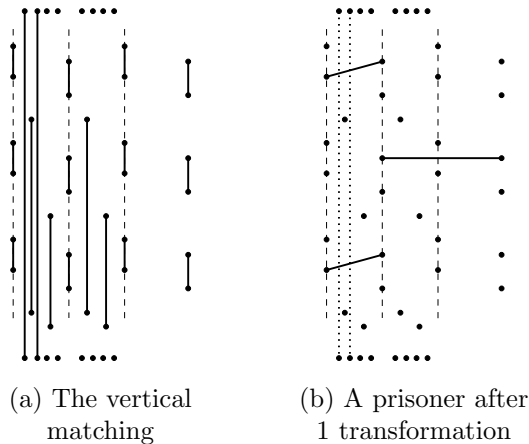 (a) The vertical
matching
(b) A prisoner after
1 transformation